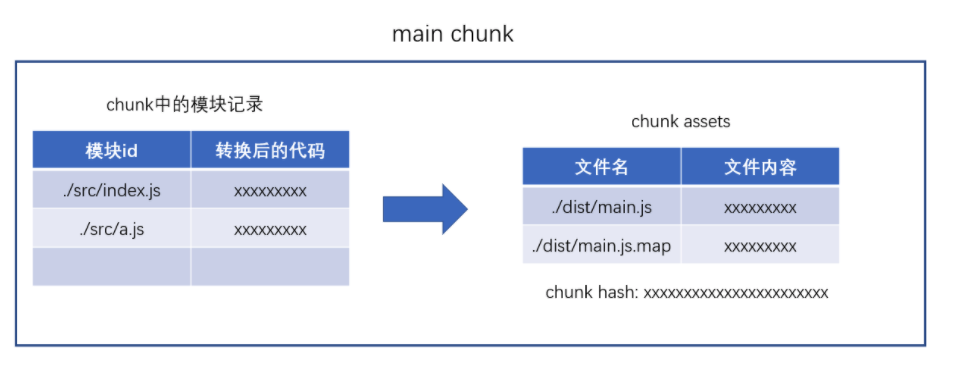 main chunk
chunk中的模块记录
模块id 转换后的代码
./src/index.js xxxxxxxxx
./src/a.js xxxxxxxxx
chunk assets
文件名 文件内容
./dist/main.js xxxxxxxxx
./dist/main.js.map xxxxxxxxx
chunk hash: xxxxxxxxxxxxxxxxxxxxxxx